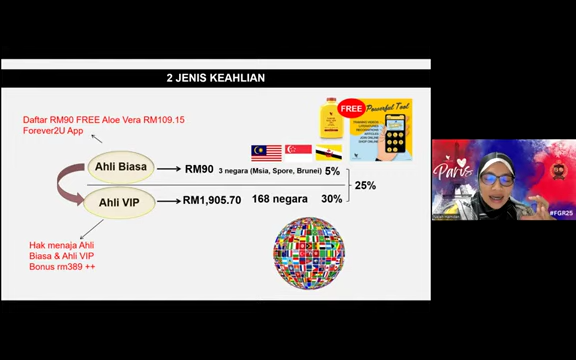 2 JENIS KEAHLIAN
Daftar RM90 FREE Aloe Vera RM109.15
Forever2U App
FREE
Powerful Tool
Ahli Biasa
RM90
3 negara (Msia, Spore, Brunei)
5%
25%
Ahli VIP
RM1,905.70
168 negara
30%
Hak menaja Ahli
Biasa & Ahli VIP
Bonus rm389 ++
Paris
#FGR25